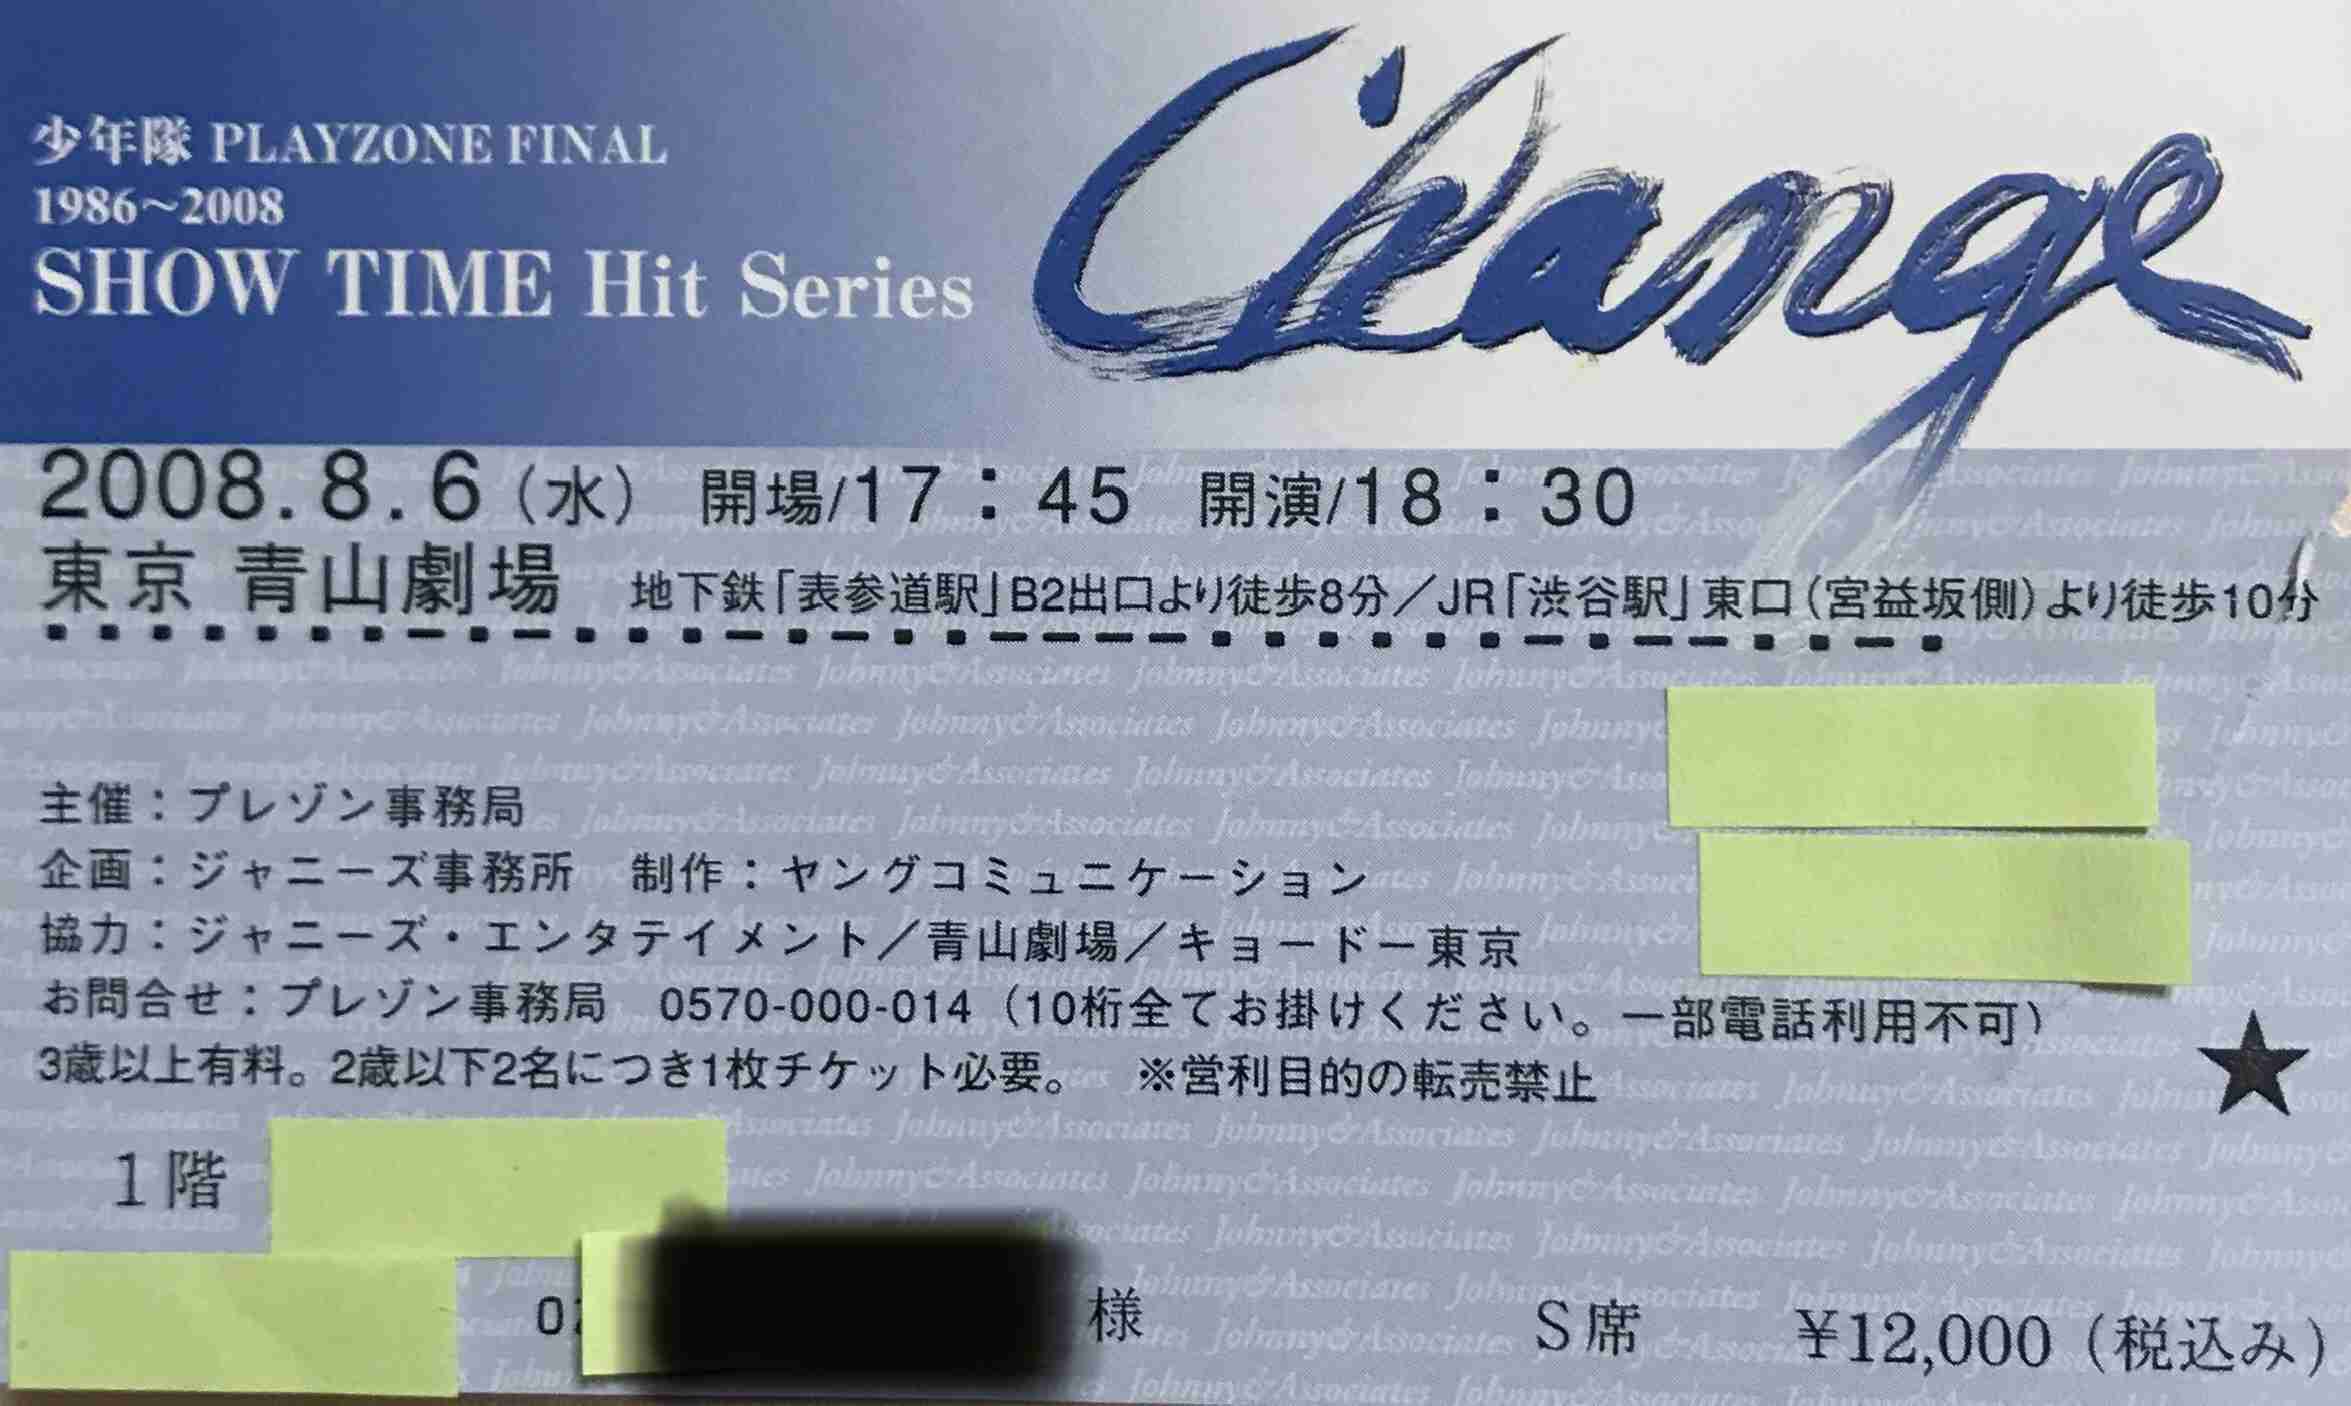 少年隊 PLAYZONE FINAL
1986～2008
SHOW TIME Hit Series
Change
2008.8.6（水） 開場/17：45 開演/18：30
東京 青山劇場 地下鉄「表参道駅」B2出口より徒歩8分／JR「渋谷駅」東口（宮益坂側）より徒歩10分
主催：プレゾン事務局
企画：ジャニーズ事務所 制作：ヤングコミュニケーション
協力：ジャニーズ・エンタテイメント／青山劇場／キョードー東京
お問合せ：プレゾン事務局 0570-000-014（10桁全てお掛けください。一部電話利用不可）
3歳以上有料。2歳以下2名につき1枚チケット必要。 ※営利目的の転売禁止
★
1階
様 S席 ¥12,000（税込み）
Johnny&Associates